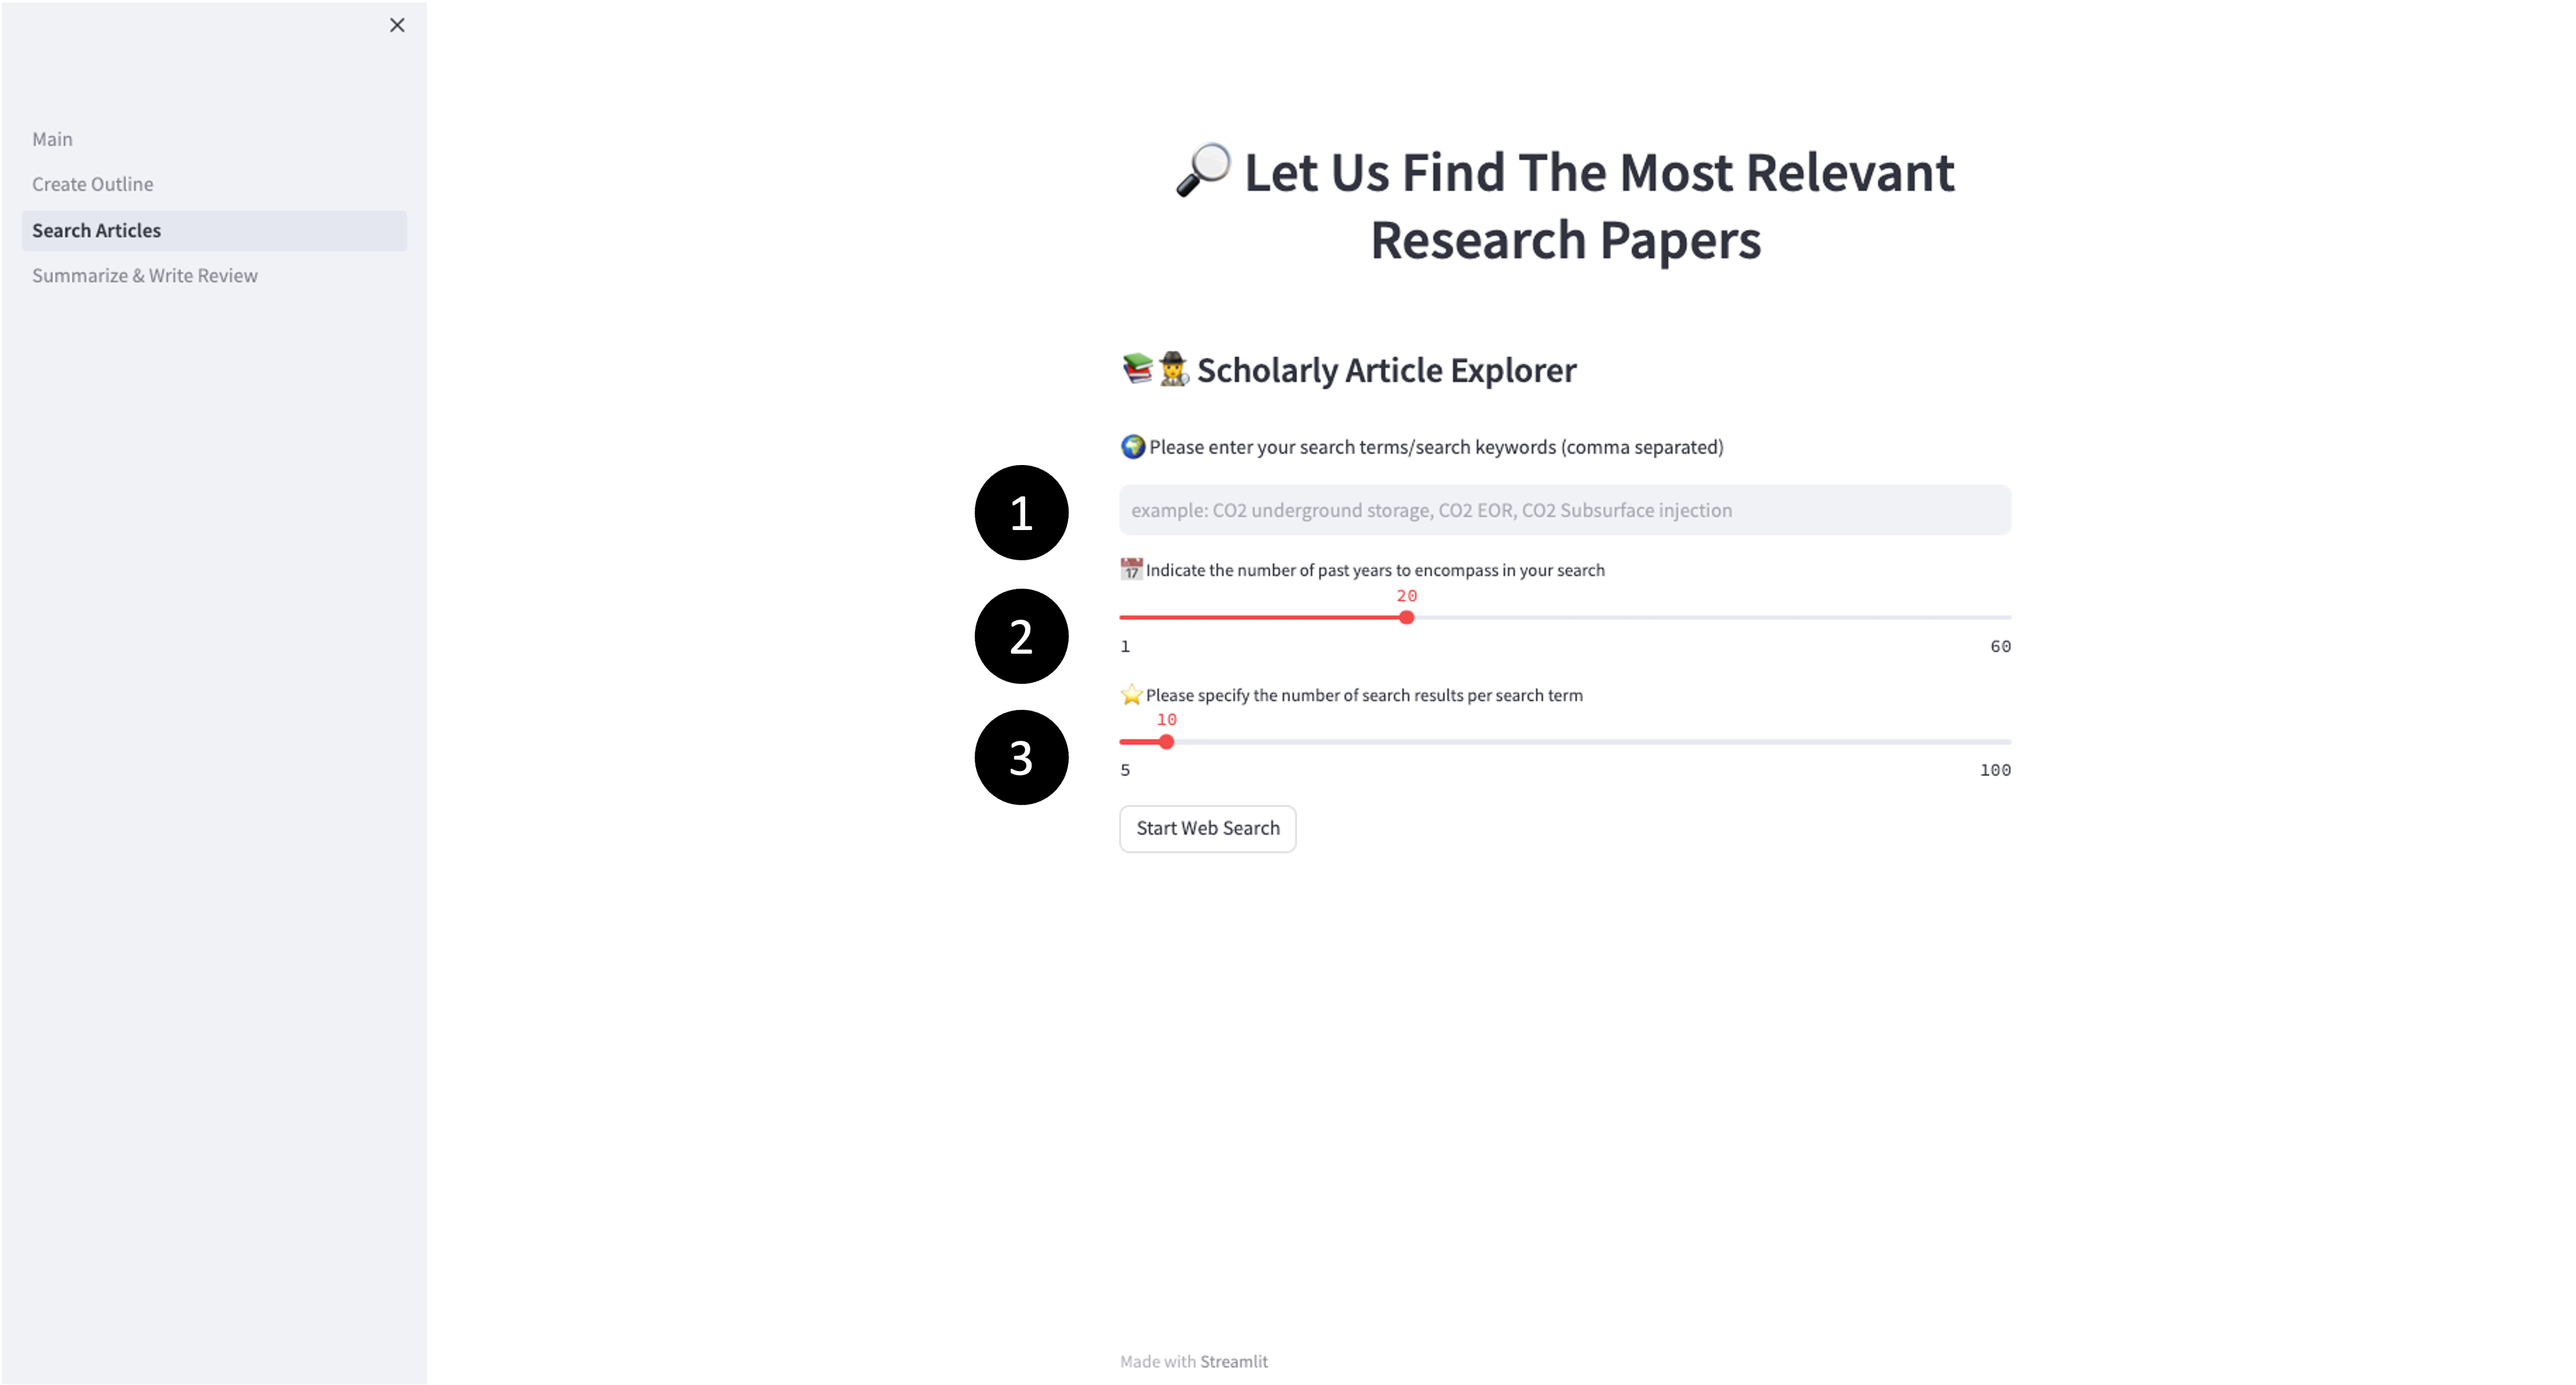 Main
Create Outline
Search Articles
Summarize & Write Review
Let Us Find The Most Relevant
Research Papers
Scholarly Article Explorer
Please enter your search terms/search keywords (comma separated)
1
example: CO2 underground storage, CO2 EOR, CO2 Subsurface injection
17 Indicate the number of past years to encompass in your search
20
2
1 60
Please specify the number of search results per search term
10
3
5 100
Start Web Search
Made with Streamlit